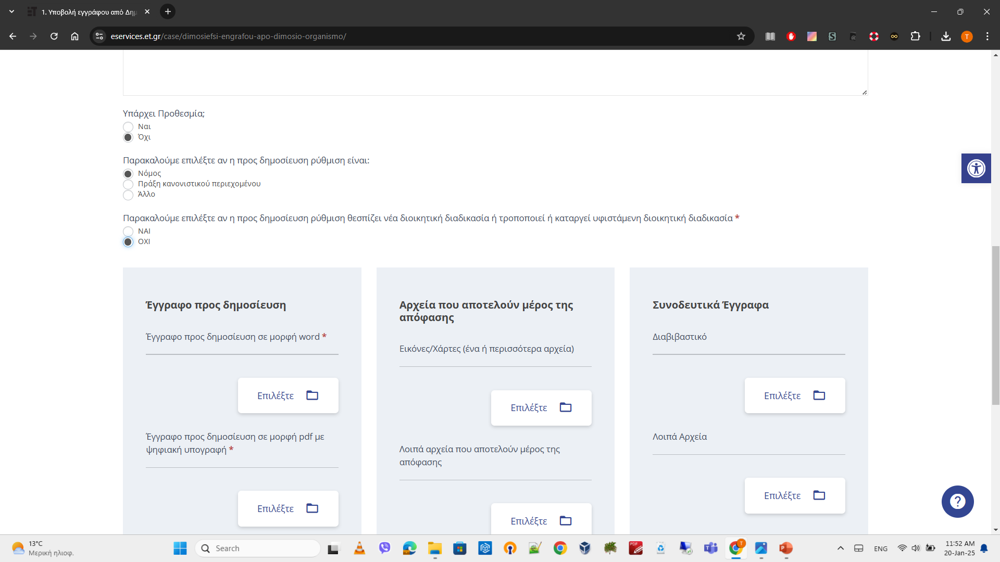 1. Υποβολή εγγράφου από Δημ
eservices.et.gr/case/dimosiefsi-engrafou-apo-dimosio-organismo/
T
Υπάρχει Προθεσμία;
Ναι
Όχι
Παρακαλούμε επιλέξτε αν η προς δημοσίευση ρύθμιση είναι:
Νόμος
Πράξη κανονιστικού περιεχομένου
Άλλο
Παρακαλούμε επιλέξτε αν η προς δημοσίευση ρύθμιση θεσπίζει νέα διοικητική διαδικασία ή τροποποιεί ή καταργεί υφιστάμενη διοικητική διαδικασία *
ΝΑΙ
ΟΧΙ
Έγγραφο προς δημοσίευση
Έγγραφο προς δημοσίευση σε μορφή word *
Επιλέξτε
Έγγραφο προς δημοσίευση σε μορφή pdf με
ψηφιακή υπογραφή *
Επιλέξτε
Αρχεία που αποτελούν μέρος της
απόφασης
Εικόνες/Χάρτες (ένα ή περισσότερα αρχεία)
Επιλέξτε
Λοιπά αρχεία που αποτελούν μέρος της
απόφασης
Επιλέξτε
Συνοδευτικά Έγγραφα
Διαβιβαστικό
Επιλέξτε
Λοιπά Αρχεία
Επιλέξτε
13°C
Μερική ηλιοφ.
Search
PDF
T
ENG
11:52 AM
20-Jan-25